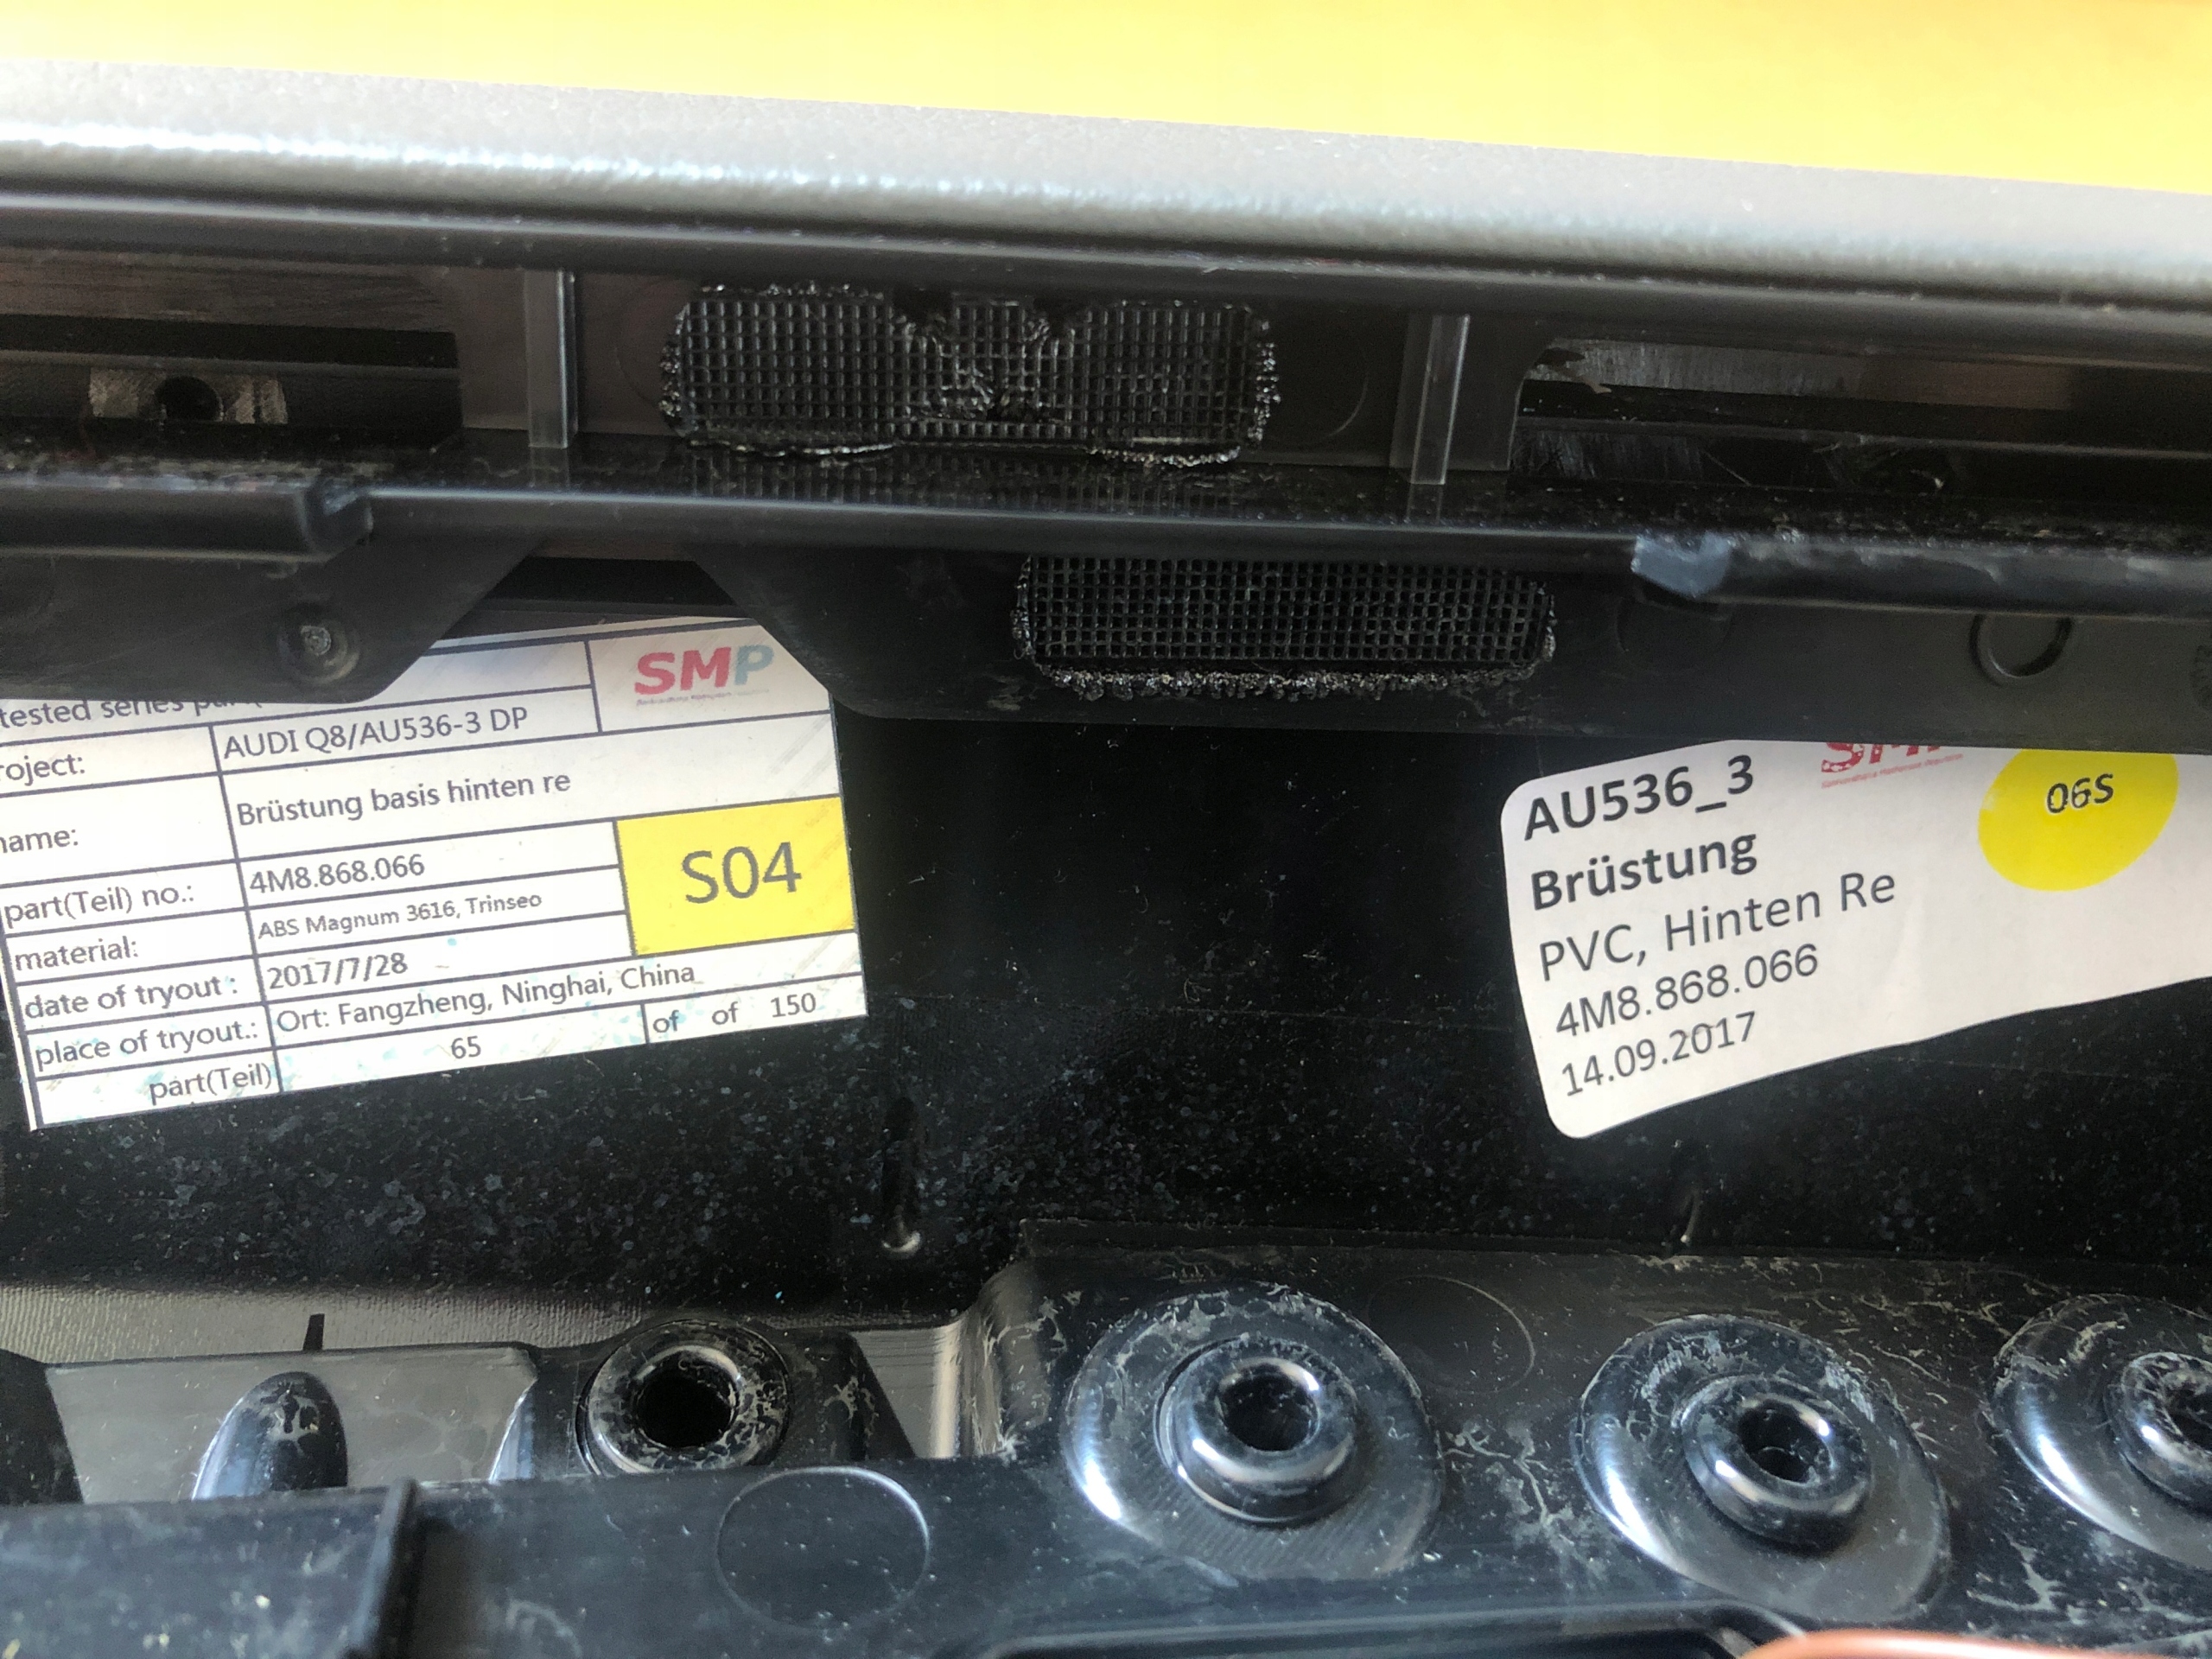 tested series
SMP
roject: AUDI Q8/AU536-3 DP
name: Brüstung basis hinten re
part(Teil) no.: 4M8.868.066
S04
material: ABS Magnum 3616, Trinseo
date of tryout : 2017/7/28
place of tryout.: Ort: Fangzheng, Ninghai, China
part(Teil) 65 of of 150
AU536_3
06S
Brüstung
PVC, Hinten Re
4M8.868.066
14.09.2017